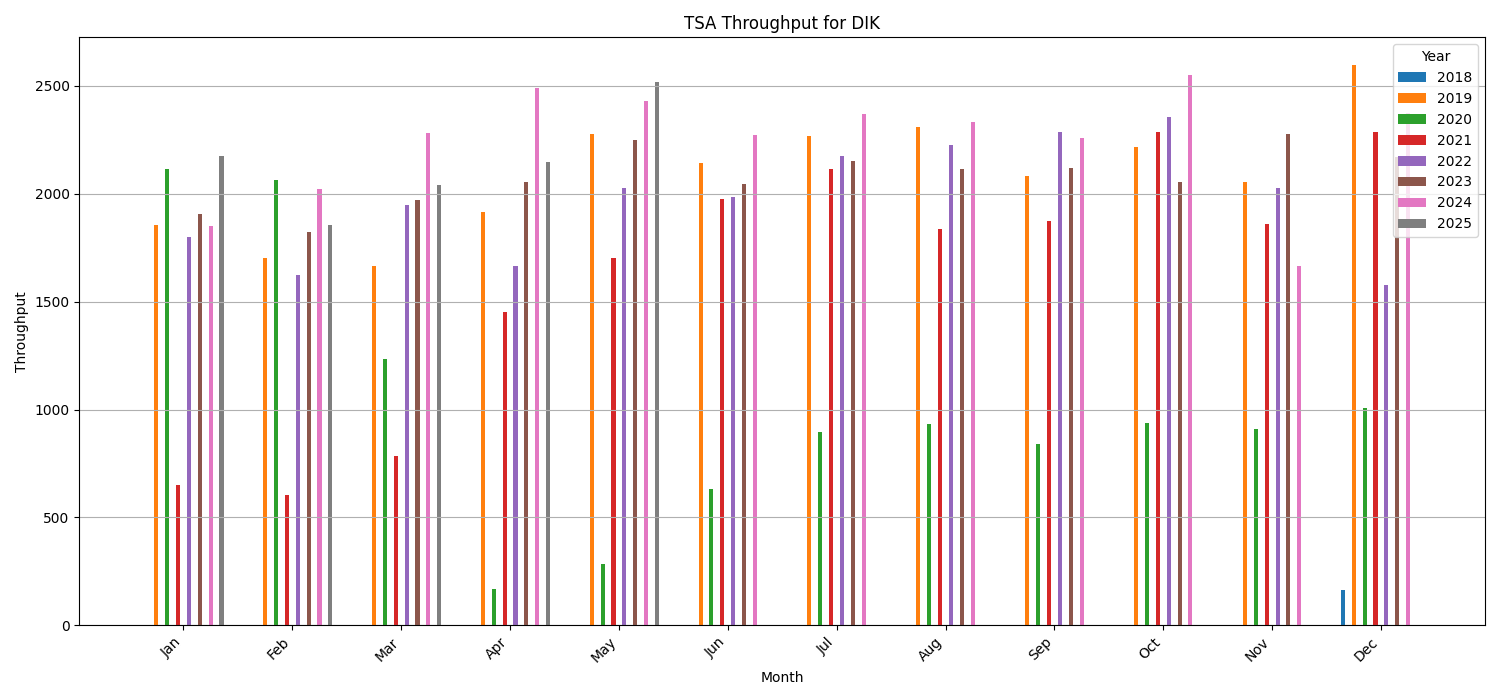 TSA Throughput for DIK
Year
2018
2019
2020
2021
2022
2023
2024
2025
Throughput
2500
2000
1500
1000
500
0
Jan
Feb
Mar
Apr
May
Jun
Jul
Aug
Sep
Oct
Nov
Dec
Month